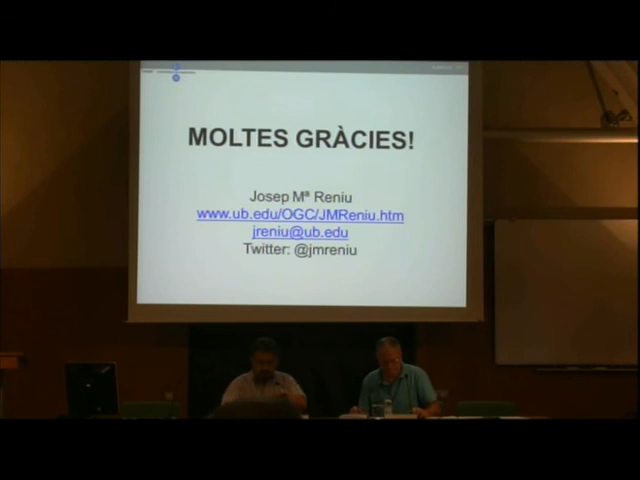 MOLTES GRÀCIES!
Josep Mª Reniu
www.ub.edu/OGC/JMReniu.htm
jreniu@ub.edu
Twitter: @jmreniu